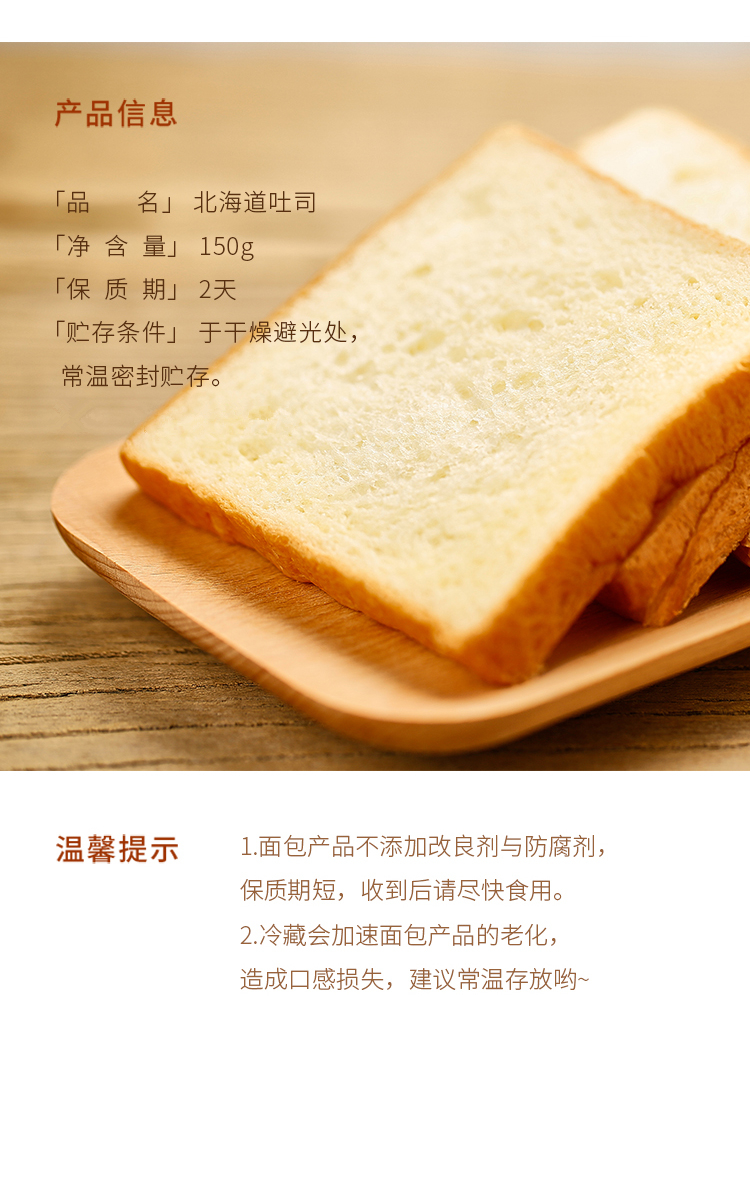 产品信息
「品 名」 北海道吐司
「净 含 量」 150g
「保 质 期」 2天
「贮存条件」 于干燥避光处，
常温密封贮存。
温馨提示
1.面包产品不添加改良剂与防腐剂，
保质期短，收到后请尽快食用。
2.冷藏会加速面包产品的老化，
造成口感损失，建议常温存放哟~